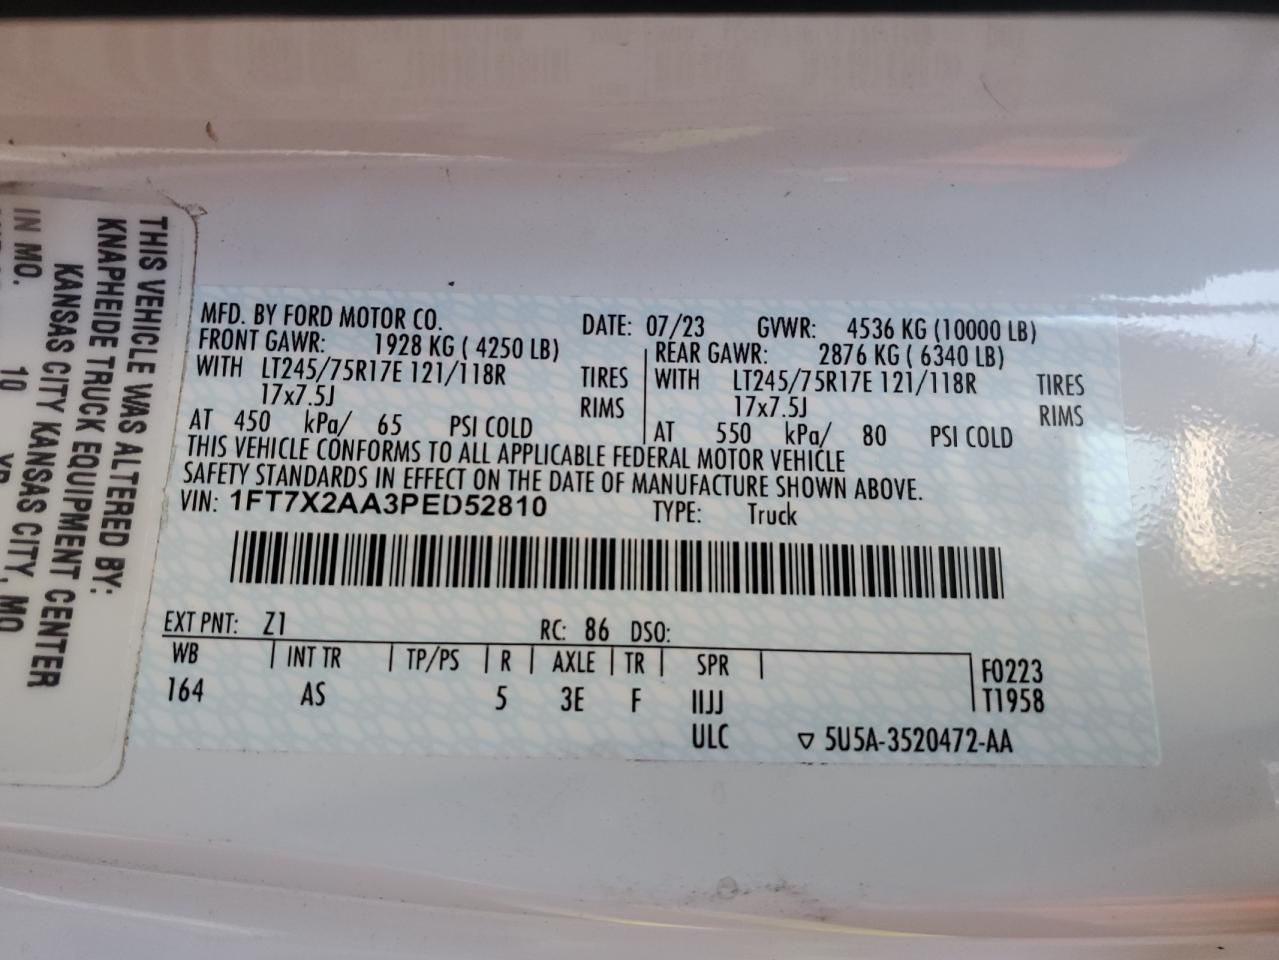 THIS VEHICLE WAS ALTERED BY:
KNAPHEIDE TRUCK EQUIPMENT CENTER
KANSAS CITY KANSAS CITY, MO
IN MO. 10
MFD. BY FORD MOTOR CO. DATE: 07/23 GVWR: 4536 KG (10000 LB)
FRONT GAWR: 1928 KG ( 4250 LB) REAR GAWR: 2876 KG ( 6340 LB)
WITH LT245/75R17E 121/118R TIRES WITH LT245/75R17E 121/118R TIRES
17x7.5J RIMS 17x7.5J RIMS
AT 450 kPa/ 65 PSI COLD AT 550 kPa/ 80 PSI COLD
THIS VEHICLE CONFORMS TO ALL APPLICABLE FEDERAL MOTOR VEHICLE
SAFETY STANDARDS IN EFFECT ON THE DATE OF MANUFACTURE SHOWN ABOVE.
VIN: 1FT7X2AA3PED52810 TYPE: Truck
EXT PNT: Z1 RC: 86 DSO:
WB INT TR TP/PS R AXLE TR SPR F0223
164 AS 5 3E F IIJJ T1958
ULC ▽ 5U5A-3520472-AA